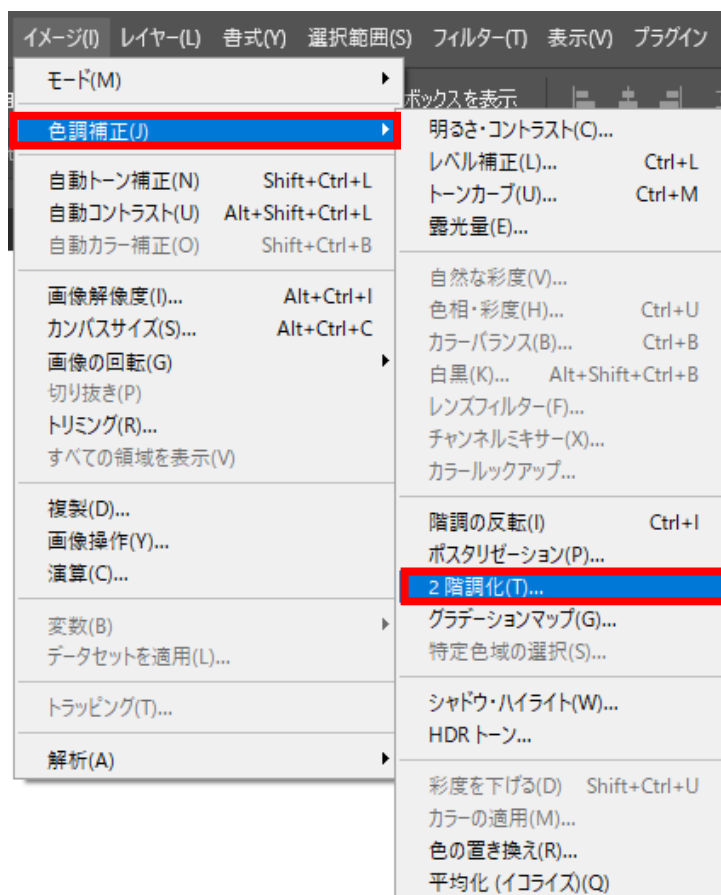 イメージ(I) レイヤー(L) 書式(Y) 選択範囲(S) フィルター(T) 表示(V) プラグイン
モード(M)
ボックスを表示
色調補正(J)
自動トーン補正(N) Shift+Ctrl+L
自動コントラスト(U) Alt+Shift+Ctrl+L
自動カラー補正(O) Shift+Ctrl+B
画像解像度(I)... Alt+Ctrl+I
カンバスサイズ(S)... Alt+Ctrl+C
画像の回転(G)
切り抜き(P)
トリミング(R)...
すべての領域を表示(V)
複製(D)...
画像操作(Y)...
演算(C)...
変数(B)
データセットを適用(L)...
トラッピング(T)...
解析(A)
明るさ・コントラスト(C)...
レベル補正(L)... Ctrl+L
トーンカーブ(U)... Ctrl+M
露光量(E)...
自然な彩度(V)...
色相・彩度(H)... Ctrl+U
カラーバランス(B)... Ctrl+B
白黒(K)... Alt+Shift+Ctrl+B
レンズフィルター(F)...
チャンネルミキサー(X)...
カラールックアップ...
階調の反転(I) Ctrl+I
ポスタリゼーション(P)...
2 階調化(T)...
グラデーションマップ(G)...
特定色域の選択(S)...
シャドウ・ハイライト(W)...
HDR トーン...
彩度を下げる(D) Shift+Ctrl+U
カラーの適用(M)...
色の置き換え(R)...
平均化 (イコライズ)(Q)